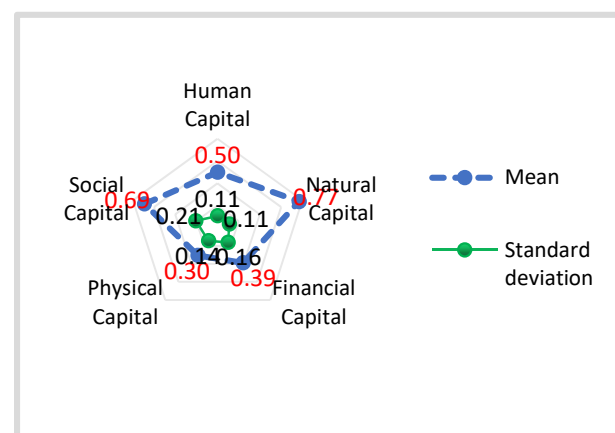 Human
Capital
0.50
Social
Capital
0.69
Natural
Capital
0.77
0.11
0.21
0.11
0.14
0.16
0.30
0.39
Physical
Capital
Financial
Capital
Mean
Standard
deviation